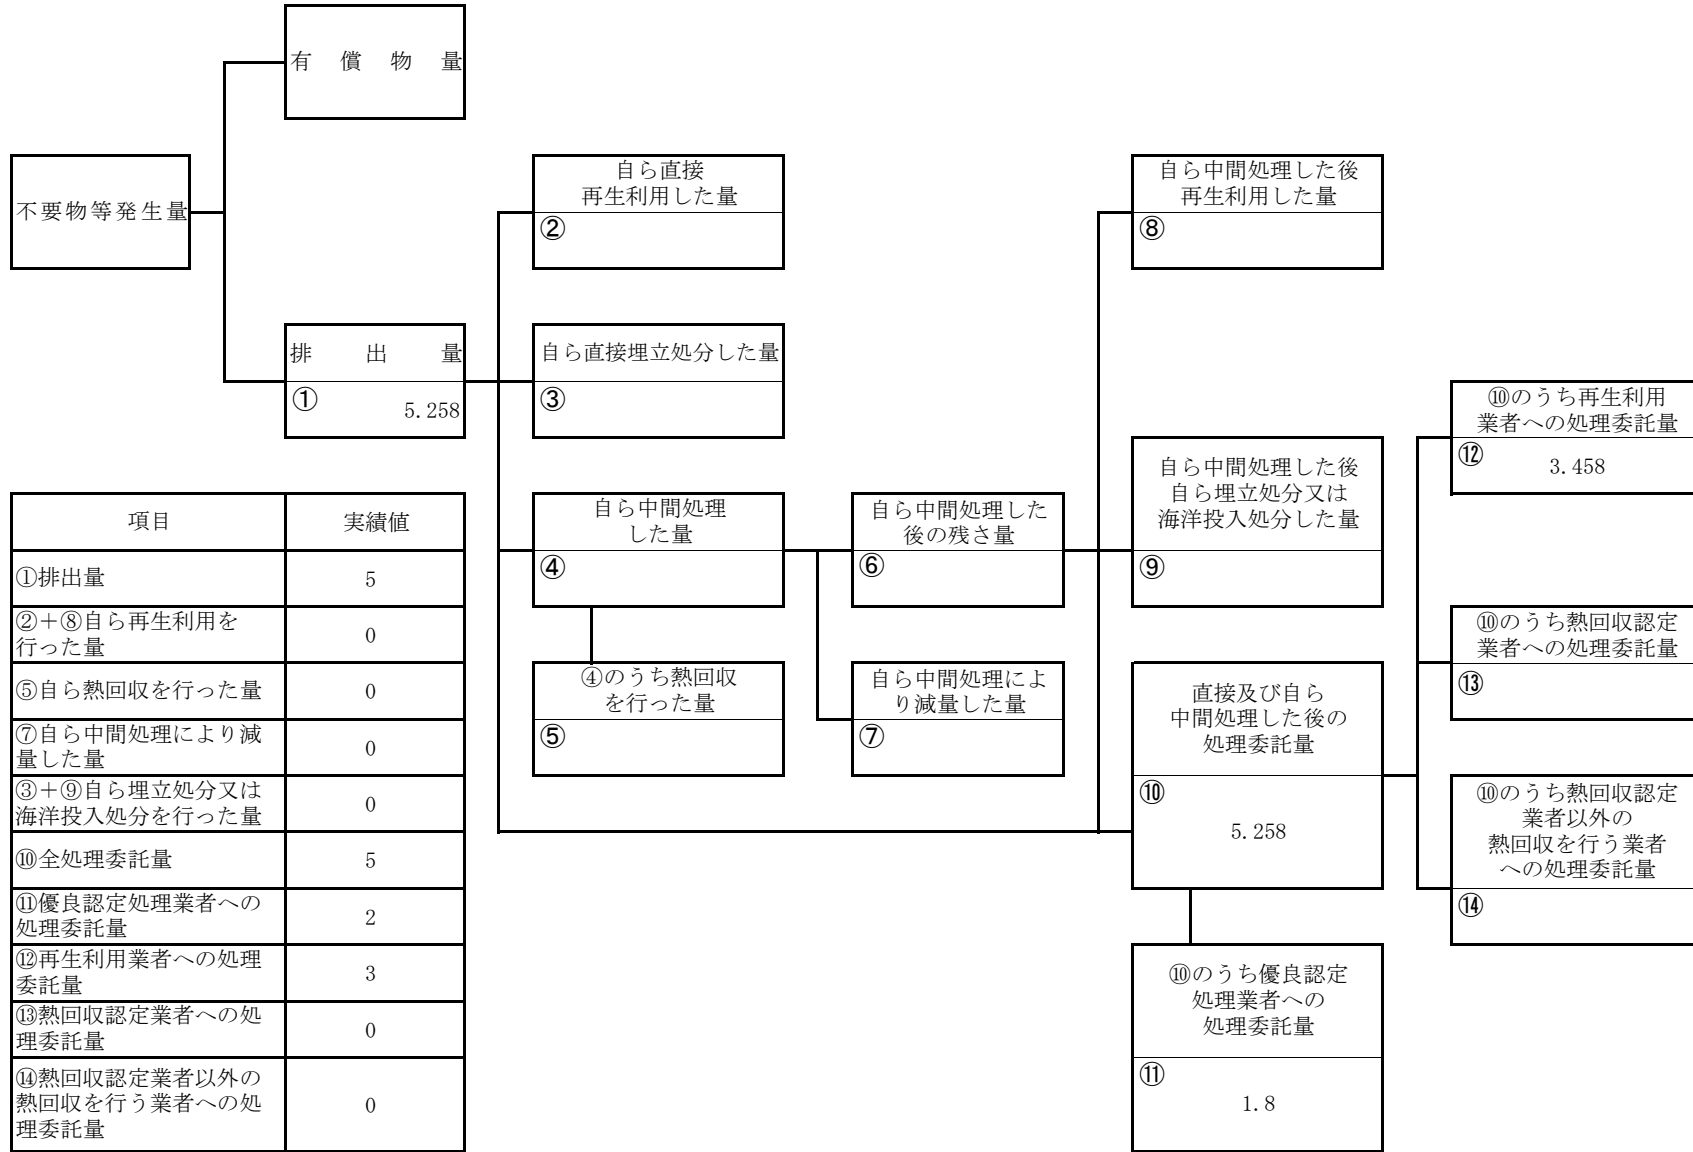 有償物量
不要物等発生量
自ら直接
再生利用した量
②
自ら中間処理した後
再生利用した量
⑧
排出量
① 5.258
自ら直接埋立処分した量
③
⑩のうち再生利用
業者への処理委託量
⑫ 3.458
自ら中間処理した後
自ら埋立処分又は
海洋投入処分した量
⑨
自ら中間処理
した量
④
自ら中間処理した
後の残さ量
⑥
⑩のうち熱回収認定
業者への処理委託量
⑬
④のうち熱回収
を行った量
⑤
自ら中間処理によ
り減量した量
⑦
直接及び自ら
中間処理した後の
処理委託量
⑩
5.258
⑩のうち熱回収認定
業者以外の
熱回収を行う業者
への処理委託量
⑭
⑩のうち優良認定
処理業者への
処理委託量
⑪
1.8
項目 実績値
①排出量 5
②+⑧自ら再生利用を
行った量 0
⑤自ら熱回収を行った量 0
⑦自ら中間処理により減
量した量 0
③+⑨自ら埋立処分又は
海洋投入処分を行った量 0
⑩全処理委託量 5
⑪優良認定処理業者への
処理委託量 2
⑫再生利用業者への処理
委託量 3
⑬熱回収認定業者への処
理委託量 0
⑭熱回収認定業者以外の
熱回収を行う業者への処 0
理委託量